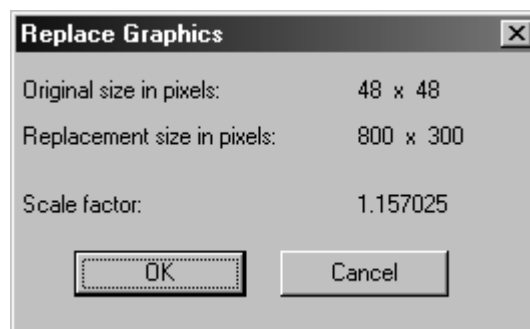 Replace Graphics
Original size in pixels: 48 x 48
Replacement size in pixels: 800 x 300
Scale factor: 1.157025
OK Cancel